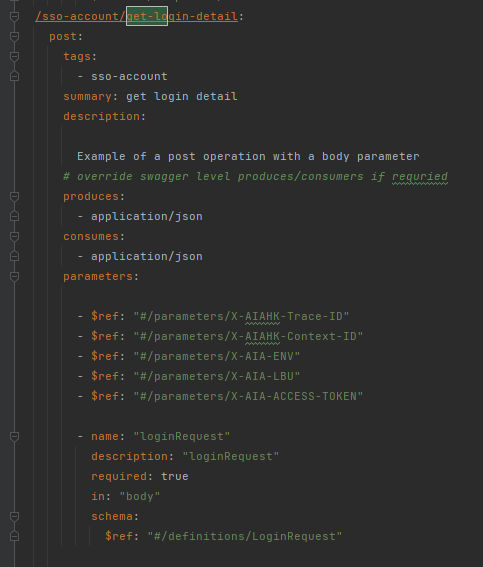 /sso-account/get-login-detail:
post:
tags:
- sso-account
summary: get login detail
description:
Example of a post operation with a body parameter
# override swagger level produces/consumers if requried
produces:
- application/json
consumes:
- application/json
parameters:
- $ref: "#/parameters/X-AIAHK-Trace-ID"
- $ref: "#/parameters/X-AIAHK-Context-ID"
- $ref: "#/parameters/X-AIA-ENV"
- $ref: "#/parameters/X-AIA-LBU"
- $ref: "#/parameters/X-AIA-ACCESS-TOKEN"
- name: "loginRequest"
description: "loginRequest"
required: true
in: "body"
schema:
$ref: "#/definitions/LoginRequest"